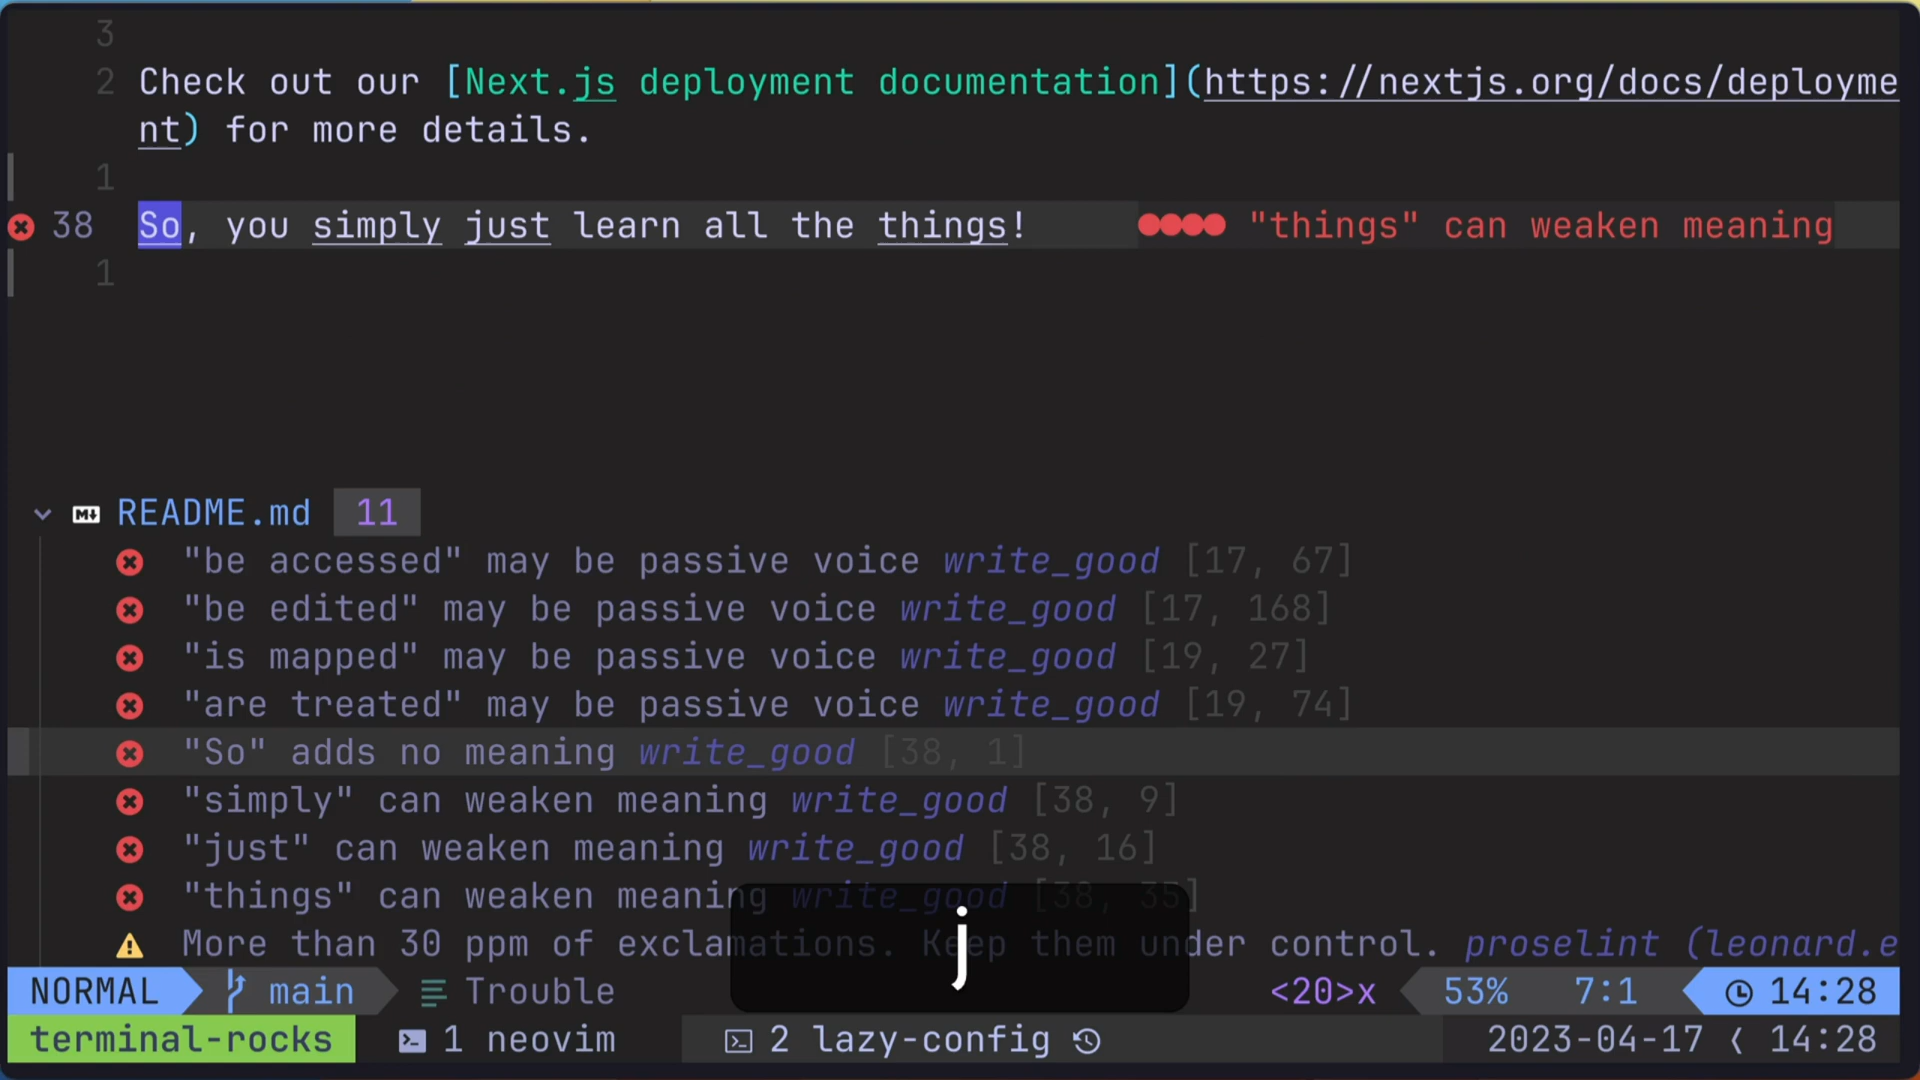 3
2 Check out our [Next.js deployment documentation](https://nextjs.org/docs/deployme
nt) for more details.
1
38 So, you simply just learn all the things! "things" can weaken meaning
1
README.md 11
"be accessed" may be passive voice write_good [17, 67]
"be edited" may be passive voice write_good [17, 168]
"is mapped" may be passive voice write_good [19, 27]
"are treated" may be passive voice write_good [19, 74]
"So" adds no meaning write_good [38, 1]
"simply" can weaken meaning write_good [38, 9]
"just" can weaken meaning write_good [38, 16]
"things" can weaken meaning write_good [38, 35]
More than 30 ppm of exclamations. Keep them under control. proselint (leonard.e
j
NORMAL main Trouble <20>x 53% 7:1 14:28
terminal-rocks 1 neovim 2 lazy-config 2023-04-17 ⟨ 14:28